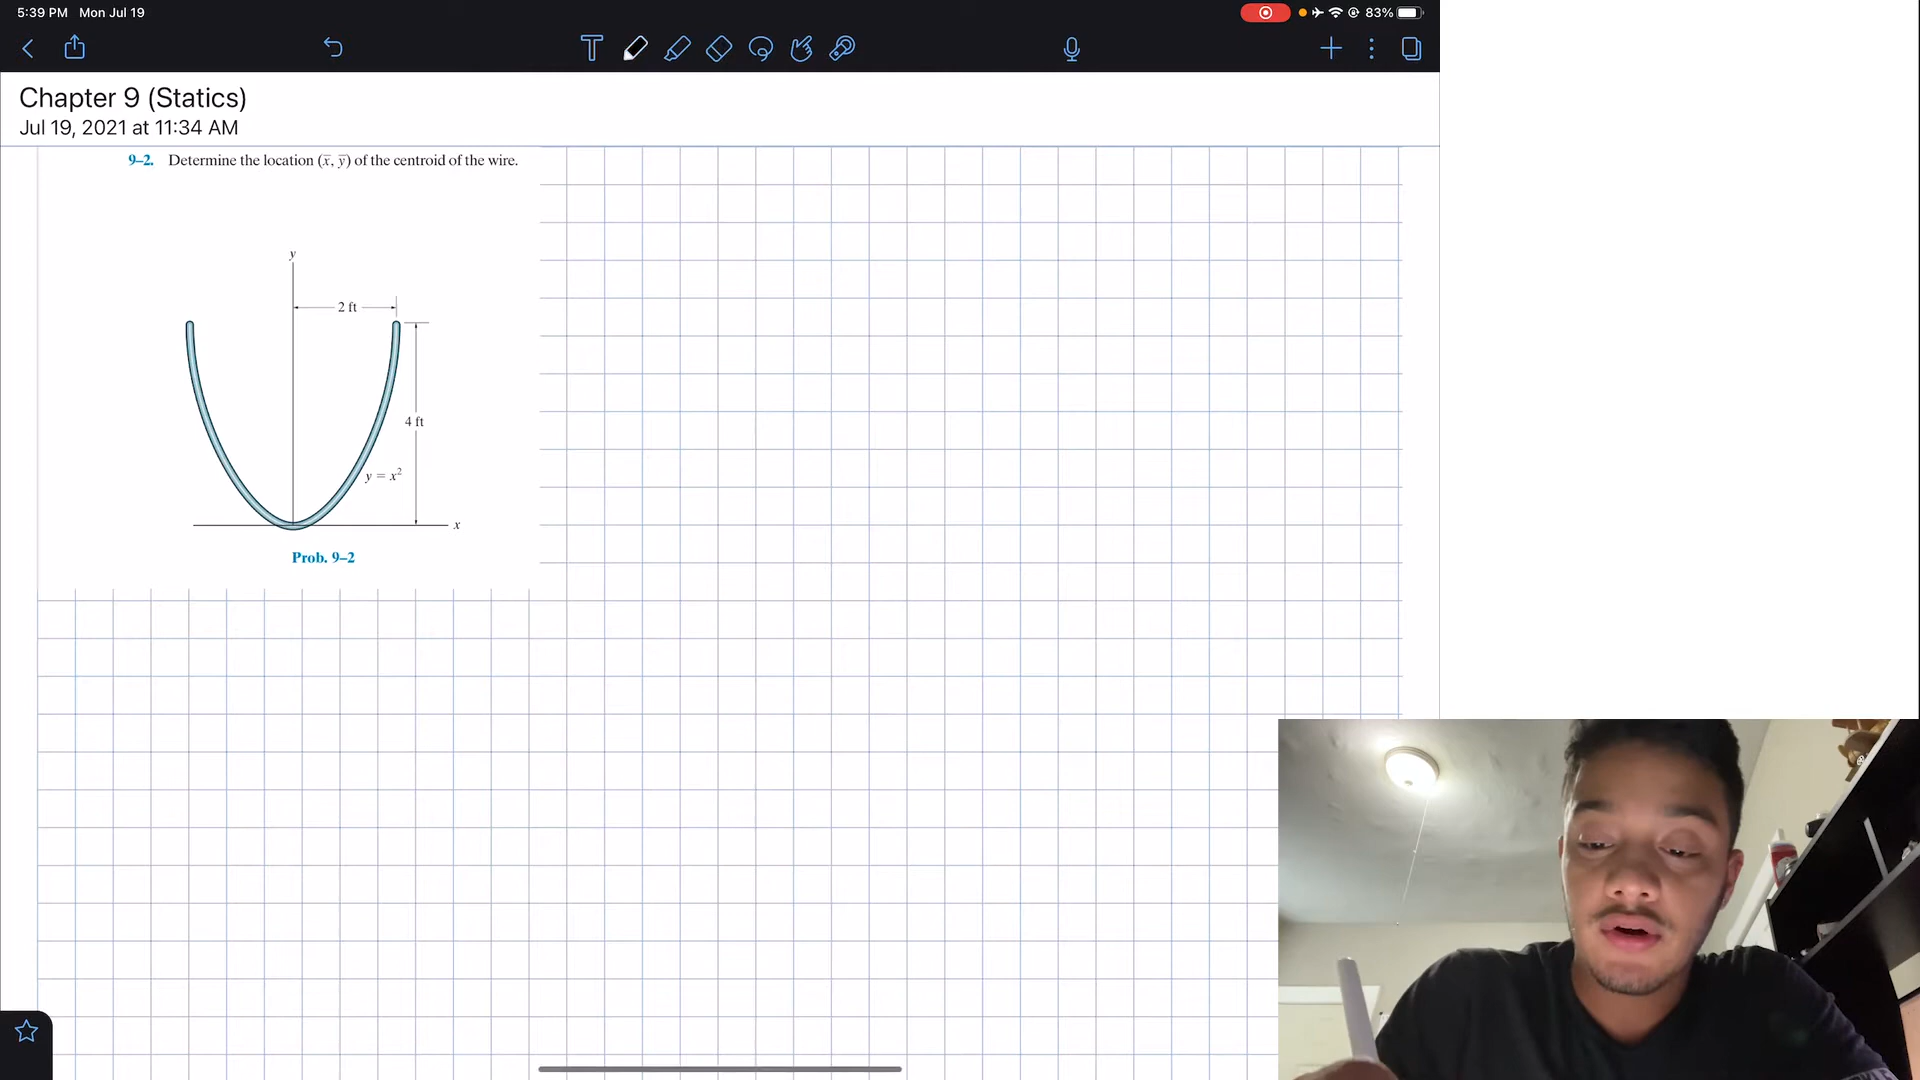 5:39 PM Mon Jul 19
83%
Chapter 9 (Statics)
Jul 19, 2021 at 11:34 AM
9–2. Determine the location (x̄, ȳ) of the centroid of the wire.
y
2 ft
4 ft
y = x²
x
Prob. 9–2